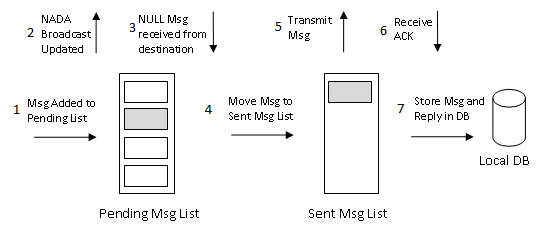 2 NADA
Broadcast
Updated
3 NULL Msg
received from
destination
5 Transmit
Msg
6 Receive
ACK
1 Msg Added to
Pending List
4 Move Msg to
Sent Msg List
7 Store Msg and
Reply in DB
Local DB
Pending Msg List
Sent Msg List